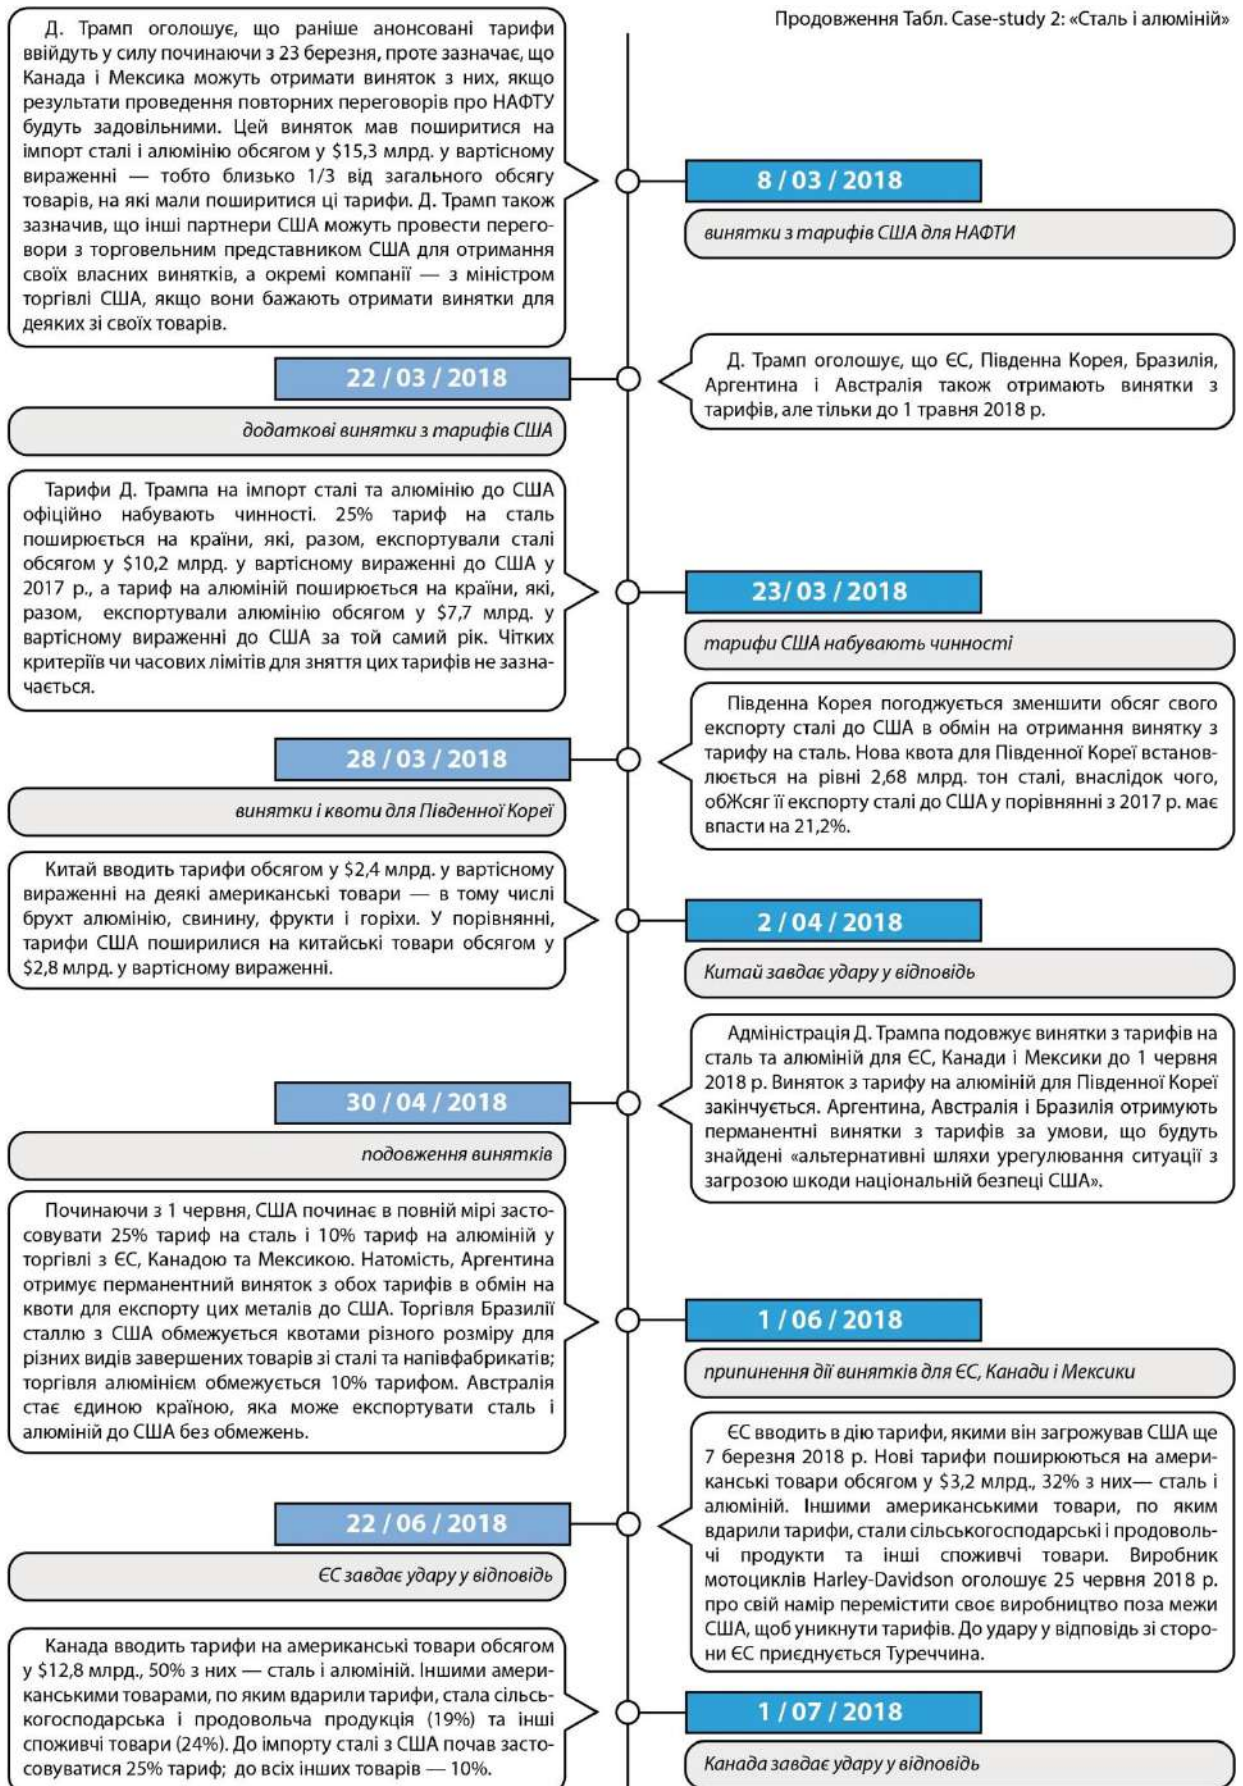 Продовження Табл. Case-study 2: «Сталь і алюміній»
Д. Трамп оголошує, що раніше анонсовані тарифи
ввійдуть у силу починаючи з 23 березня, проте зазначає, що
Канада і Мексика можуть отримати виняток з них, якщо
результати проведення повторних переговорів про НАФТУ
будуть задовільними. Цей виняток мав поширитися на
імпорт сталі і алюмінію обсягом у $15,3 млрд. у вартісному
вираженні — тобто близько 1/3 від загального обсягу
товарів, на які мали поширитися ці тарифи. Д. Трамп також
зазначив, що інші партнери США можуть провести перего-
вори з торговельним представником США для отримання
своїх власних винятків, а окремі компанії — з міністром
торгівлі США, якщо вони бажають отримати винятки для
деяких зі своїх товарів.
8 / 03 / 2018
винятки з тарифів США для НАФТИ
22 / 03 / 2018
додаткові винятки з тарифів США
Д. Трамп оголошує, що ЄС, Південна Корея, Бразилія,
Аргентина і Австралія також отримають винятки з
тарифів, але тільки до 1 травня 2018 р.
Тарифи Д. Трампа на імпорт сталі та алюмінію до США
офіційно набувають чинності. 25% тариф на сталь
поширюється на країни, які, разом, експортували сталі
обсягом у $10,2 млрд. у вартісному вираженні до США у
2017 р., а тариф на алюміній поширюється на країни, які,
разом, експортували алюмінію обсягом у $7,7 млрд. у
вартісному вираженні до США за той самий рік. Чітких
критеріїв чи часових лімітів для зняття цих тарифів не зазна-
чається.
23/ 03 / 2018
тарифи США набувають чинності
28 / 03 / 2018
винятки і квоти для Південної Кореї
Південна Корея погоджується зменшити обсяг свого
експорту сталі до США в обмін на отримання винятку з
тарифу на сталь. Нова квота для Південної Кореї встанов-
люється на рівні 2,68 млрд. тон сталі, внаслідок чого,
обЖсяг її експорту сталі до США у порівнянні з 2017 р. має
впасти на 21,2%.
Китай вводить тарифи обсягом у $2,4 млрд. у вартісному
вираженні на деякі американські товари — в тому числі
брухт алюмінію, свинину, фрукти і горіхи. У порівнянні,
тарифи США поширилися на китайські товари обсягом у
$2,8 млрд. у вартісному вираженні.
2 / 04 / 2018
Китай завдає удару у відповідь
30 / 04 / 2018
подовження винятків
Адміністрація Д. Трампа подовжує винятки з тарифів на
сталь та алюміній для ЄС, Канади і Мексики до 1 червня
2018 р. Виняток з тарифу на алюміній для Південної Кореї
закінчується. Аргентина, Австралія і Бразилія отримують
перманентні винятки з тарифів за умови, що будуть
знайдені «альтернативні шляхи урегулювання ситуації з
загрозою шкоди національній безпеці США».
Починаючи з 1 червня, США починає в повній мірі засто-
совувати 25% тариф на сталь і 10% тариф на алюміній у
торгівлі з ЄС, Канадою та Мексикою. Натомість, Аргентина
отримує перманентний виняток з обох тарифів в обмін на
квоти для експорту цих металів до США. Торгівля Бразилії
сталлю з США обмежується квотами різного розміру для
різних видів завершених товарів зі сталі та напівфабрикатів;
торгівля алюмінієм обмежується 10% тарифом. Австралія
стає єдиною країною, яка може експортувати сталь і
алюміній до США без обмежень.
1 / 06 / 2018
припинення дії винятків для ЄС, Канади і Мексики
22 / 06 / 2018
ЄС завдає удару у відповідь
ЄС вводить в дію тарифи, якими він загрожував США ще
7 березня 2018 р. Нові тарифи поширюються на амери-
канські товари обсягом у $3,2 млрд., 32% з них— сталь і
алюміній. Іншими американськими товари, по яким
вдарили тарифи, стали сільськогосподарські і продоволь-
чі продукти та інші споживчі товари. Виробник
мотоциклів Harley-Davidson оголошує 25 червня 2018 р.
про свій намір перемістити своє виробництво поза межи
США, щоб уникнути тарифів. До удару у відповідь зі сторо-
ни ЄС приєднується Туреччина.
Канада вводить тарифи на американські товари обсягом
у $12,8 млрд., 50% з них — сталь і алюміній. Іншими амери-
канськими товарами, по яким вдарили тарифи, стала сільсь-
когосподарська і продовольча продукція (19%) та інші
споживчі товари (24%). До імпорту сталі з США почав засто-
совуватися 25% тариф; до всіх інших товарів — 10%.
1 / 07 / 2018
Канада завдає удару у відповідь